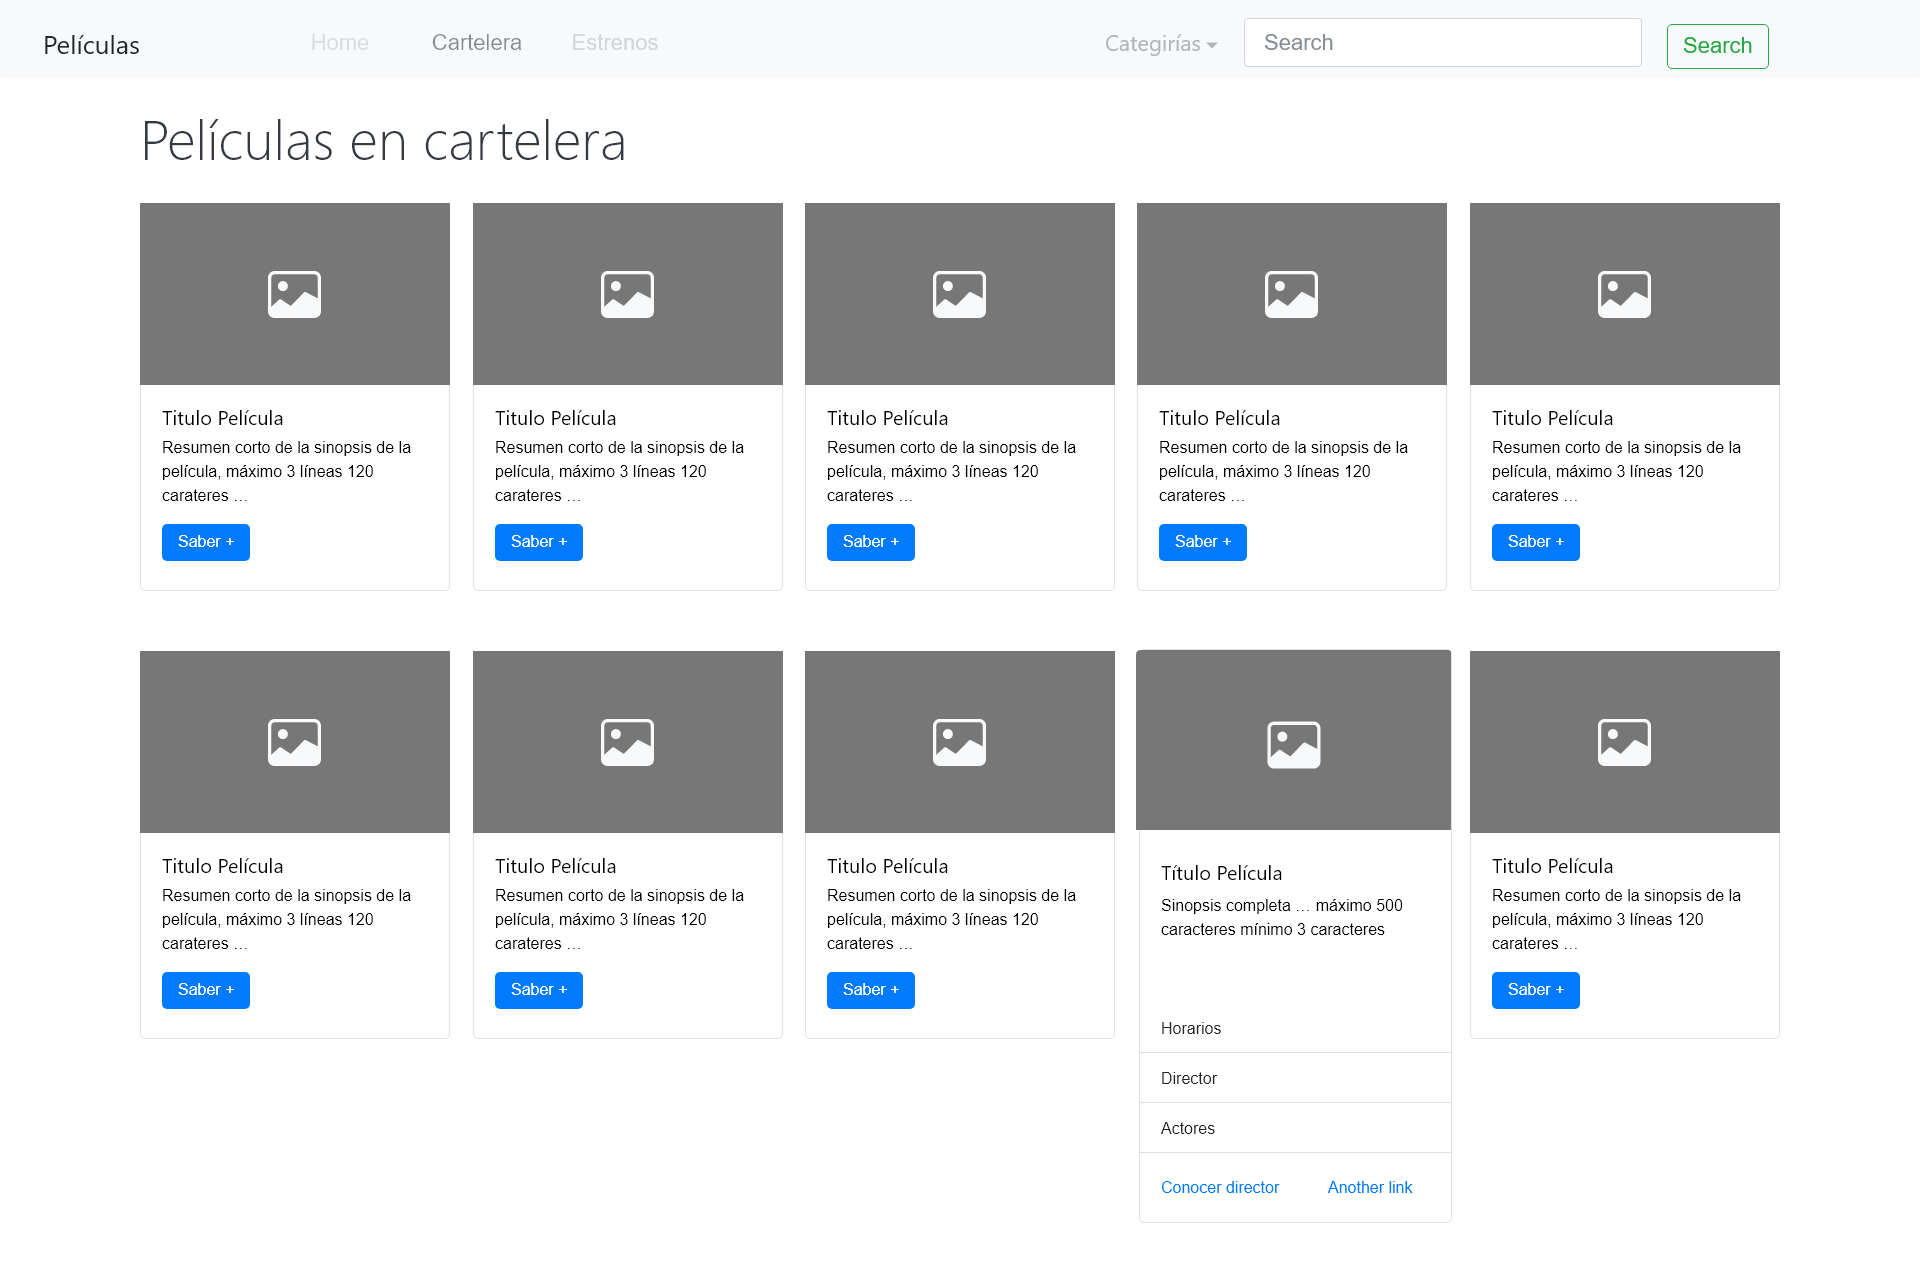 Películas
Home
Cartelera
Estrenos
Categirías
Search
Search
Películas en cartelera
Titulo Película
Resumen corto de la sinopsis de la
película, máximo 3 líneas 120
carateres ...
Saber +
Titulo Película
Resumen corto de la sinopsis de la
película, máximo 3 líneas 120
carateres ...
Saber +
Titulo Película
Resumen corto de la sinopsis de la
película, máximo 3 líneas 120
carateres ...
Saber +
Titulo Película
Resumen corto de la sinopsis de la
película, máximo 3 líneas 120
carateres ...
Saber +
Titulo Película
Resumen corto de la sinopsis de la
película, máximo 3 líneas 120
carateres ...
Saber +
Titulo Película
Resumen corto de la sinopsis de la
película, máximo 3 líneas 120
carateres ...
Saber +
Titulo Película
Resumen corto de la sinopsis de la
película, máximo 3 líneas 120
carateres ...
Saber +
Titulo Película
Resumen corto de la sinopsis de la
película, máximo 3 líneas 120
carateres ...
Saber +
Título Película
Sinopsis completa ... máximo 500
caracteres mínimo 3 caracteres
Horarios
Director
Actores
Conocer director
Another link
Titulo Película
Resumen corto de la sinopsis de la
película, máximo 3 líneas 120
carateres ...
Saber +